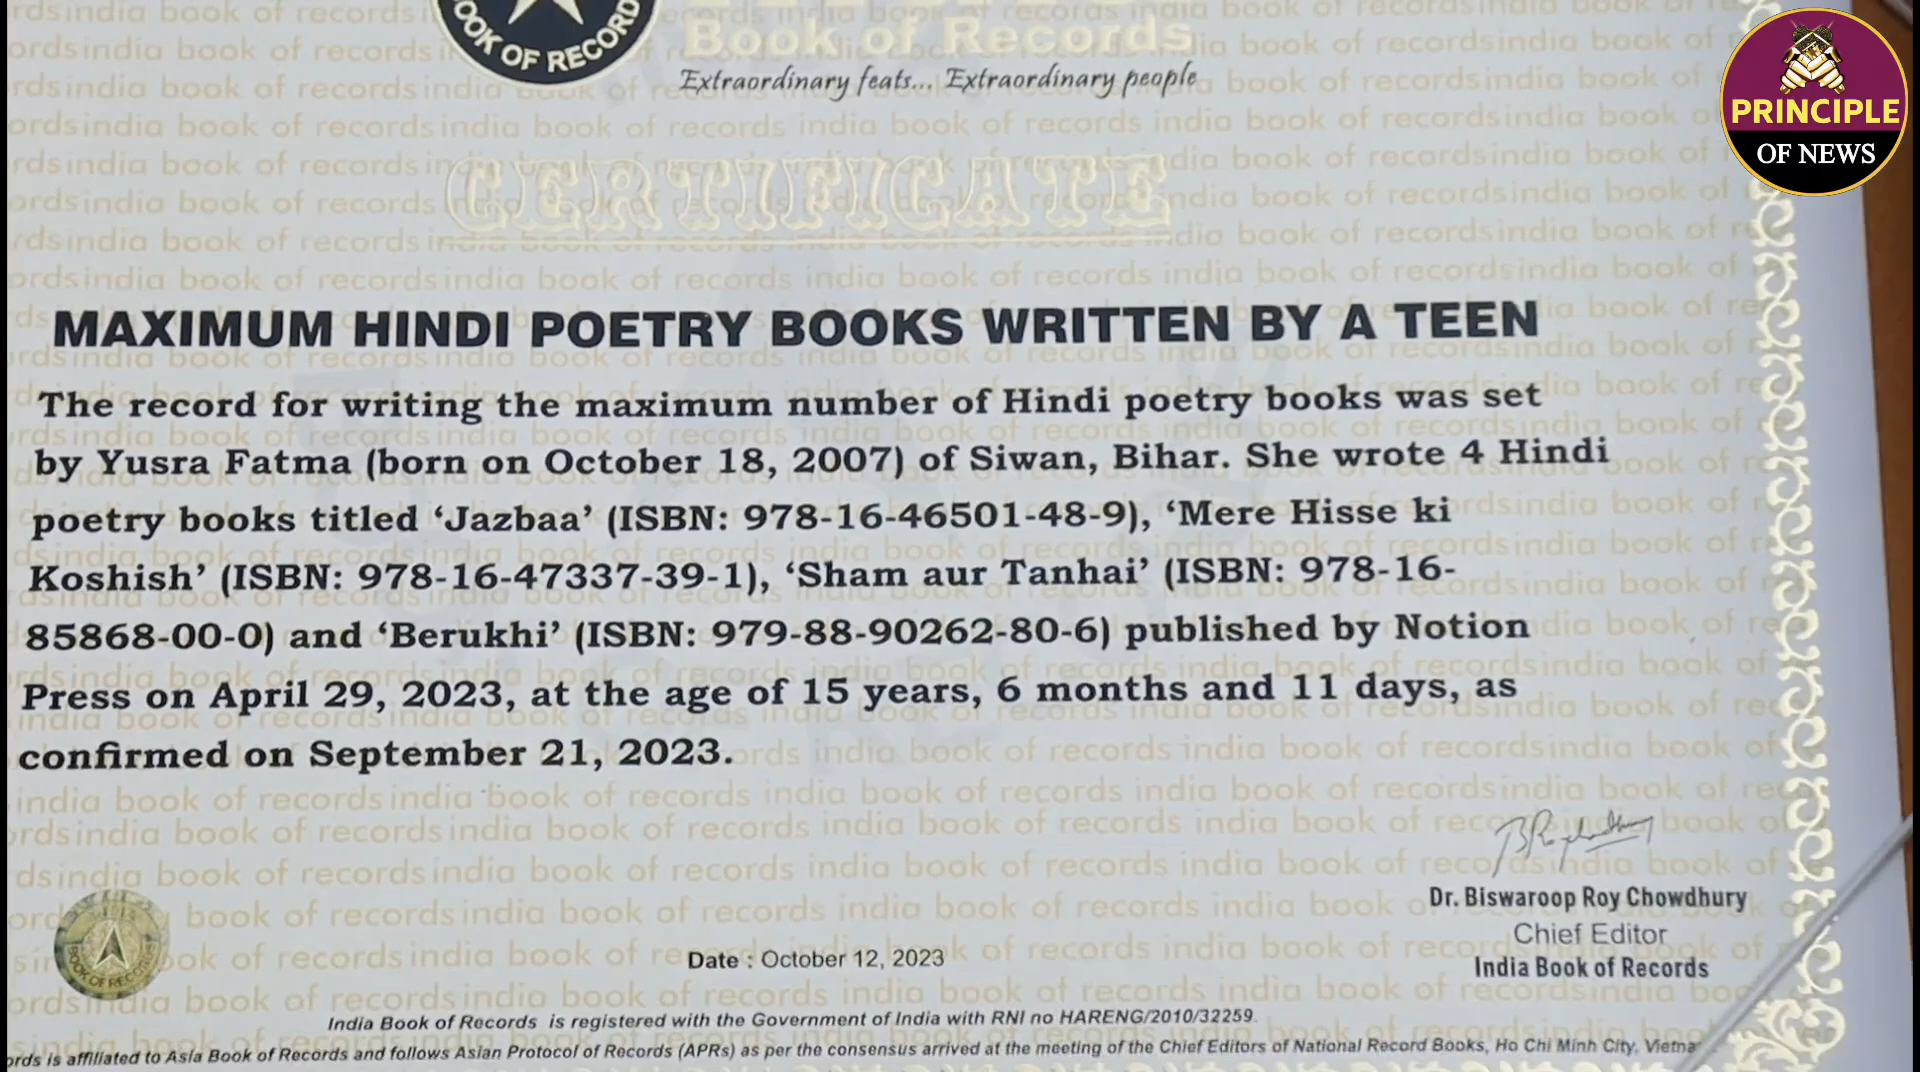 BOOK OF RECORD
Book of Records
Extraordinary feats... Extraordinary people
PRINCIPLE
OF NEWS
CERTIFICATE
MAXIMUM HINDI POETRY BOOKS WRITTEN BY A TEEN
The record for writing the maximum number of Hindi poetry books was set
by Yusra Fatma (born on October 18, 2007) of Siwan, Bihar. She wrote 4 Hindi
poetry books titled ‘Jazbaa’ (ISBN: 978-16-46501-48-9), ‘Mere Hisse ki
Koshish’ (ISBN: 978-16-47337-39-1), ‘Sham aur Tanhai’ (ISBN: 978-16-
85868-00-0) and ‘Berukhi’ (ISBN: 979-88-90262-80-6) published by Notion
Press on April 29, 2023, at the age of 15 years, 6 months and 11 days, as
confirmed on September 21, 2023.
Dr. Biswaroop Roy Chowdhury
Chief Editor
India Book of Records
Date : October 12, 2023
India Book of Records is registered with the Government of India with RNI no HARENG/2010/32259.
is affiliated to Asia Book of Records and follows Asian Protocol of Records (APRs) as per the consensus arrived at the meeting of the Chief Editors of National Record Books, Ho Chi Minh City,